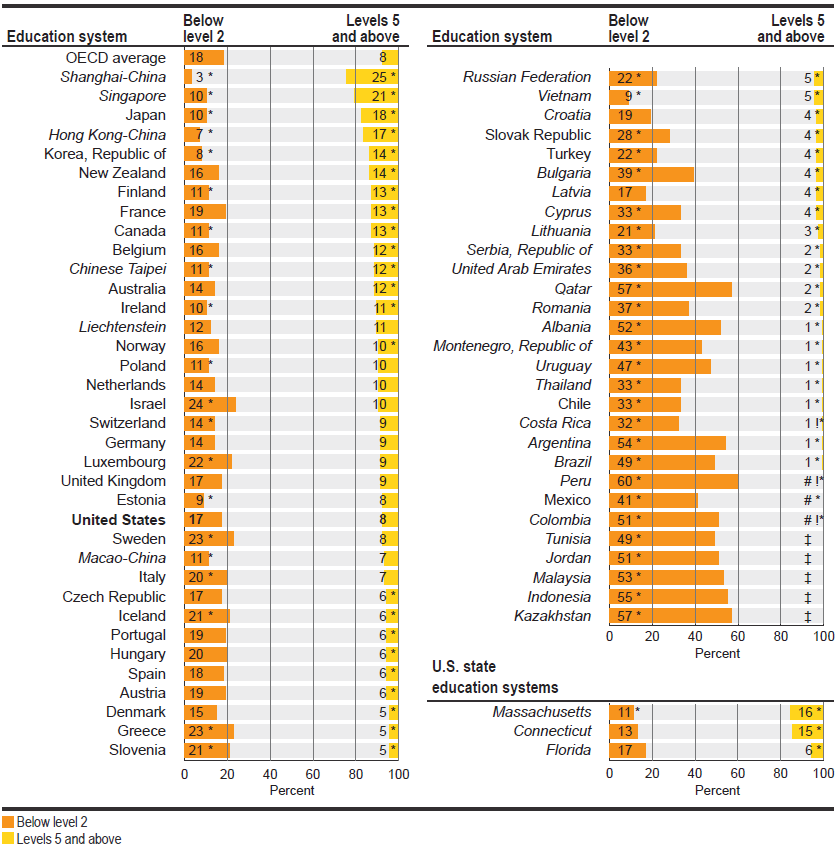 Education system Below level 2 Levels 5 and above
OECD average 18 8
Shanghai-China 3 * 25 *
Singapore 10 * 21 *
Japan 10 * 18 *
Hong Kong-China 7 * 17 *
Korea, Republic of 8 * 14 *
New Zealand 16 14 *
Finland 11 * 13 *
France 19 13 *
Canada 11 * 13 *
Belgium 16 12 *
Chinese Taipei 11 * 12 *
Australia 14 12 *
Ireland 10 * 11 *
Liechtenstein 12 11
Norway 16 10 *
Poland 11 * 10
Netherlands 14 10
Israel 24 * 10
Switzerland 14 * 9
Germany 14 9
Luxembourg 22 * 9
United Kingdom 17 9
Estonia 9 * 8
United States 17 8
Sweden 23 * 8
Macao-China 11 * 7
Italy 20 * 7
Czech Republic 17 6 *
Iceland 21 * 6 *
Portugal 19 6 *
Hungary 20 6 *
Spain 18 6 *
Austria 19 6 *
Denmark 15 5 *
Greece 23 * 5 *
Slovenia 21 * 5 *
0 20 40 60 80 100
Percent
Education system Below level 2 Levels 5 and above
Russian Federation 22 * 5 *
Vietnam 9 * 5 *
Croatia 19 4 *
Slovak Republic 28 * 4 *
Turkey 22 * 4 *
Bulgaria 39 * 4 *
Latvia 17 4 *
Cyprus 33 * 4 *
Lithuania 21 * 3 *
Serbia, Republic of 33 * 2 *
United Arab Emirates 36 * 2 *
Qatar 57 * 2 *
Romania 37 * 2 *
Albania 52 * 1 *
Montenegro, Republic of 43 * 1 *
Uruguay 47 * 1 *
Thailand 33 * 1 *
Chile 33 * 1 *
Costa Rica 32 * 1 !*
Argentina 54 * 1 *
Brazil 49 * 1 *
Peru 60 * # !*
Mexico 41 * # *
Colombia 51 * # !*
Tunisia 49 * ‡
Jordan 51 * ‡
Malaysia 53 * ‡
Indonesia 55 * ‡
Kazakhstan 57 * ‡
0 20 40 60 80 100
Percent
U.S. state
education systems
Massachusetts 11 * 16 *
Connecticut 13 15 *
Florida 17 6 *
0 20 40 60 80 100
Percent
Below level 2
Levels 5 and above